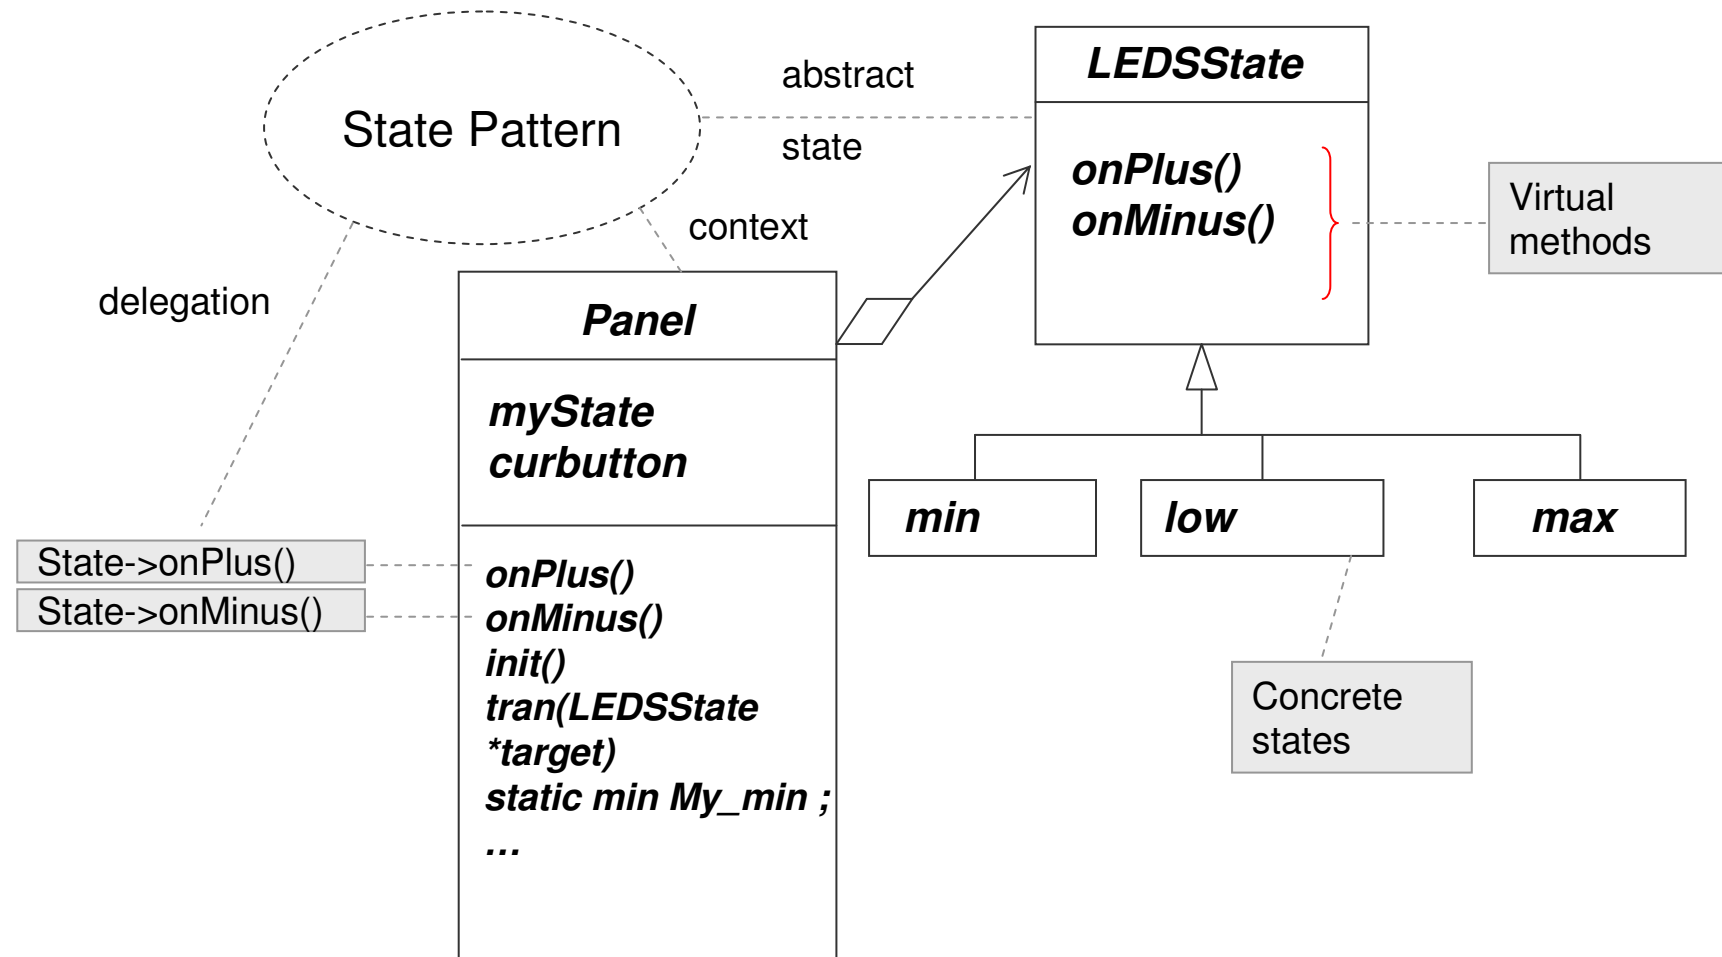 State Pattern
abstract
state
context
delegation
LEDSState
onPlus()
onMinus()
Virtual
methods
Panel
myState
curbutton
onPlus()
onMinus()
init()
tran(LEDSState
*target)
static min My_min ;
...
State->onPlus()
State->onMinus()
min
low
max
Concrete
states